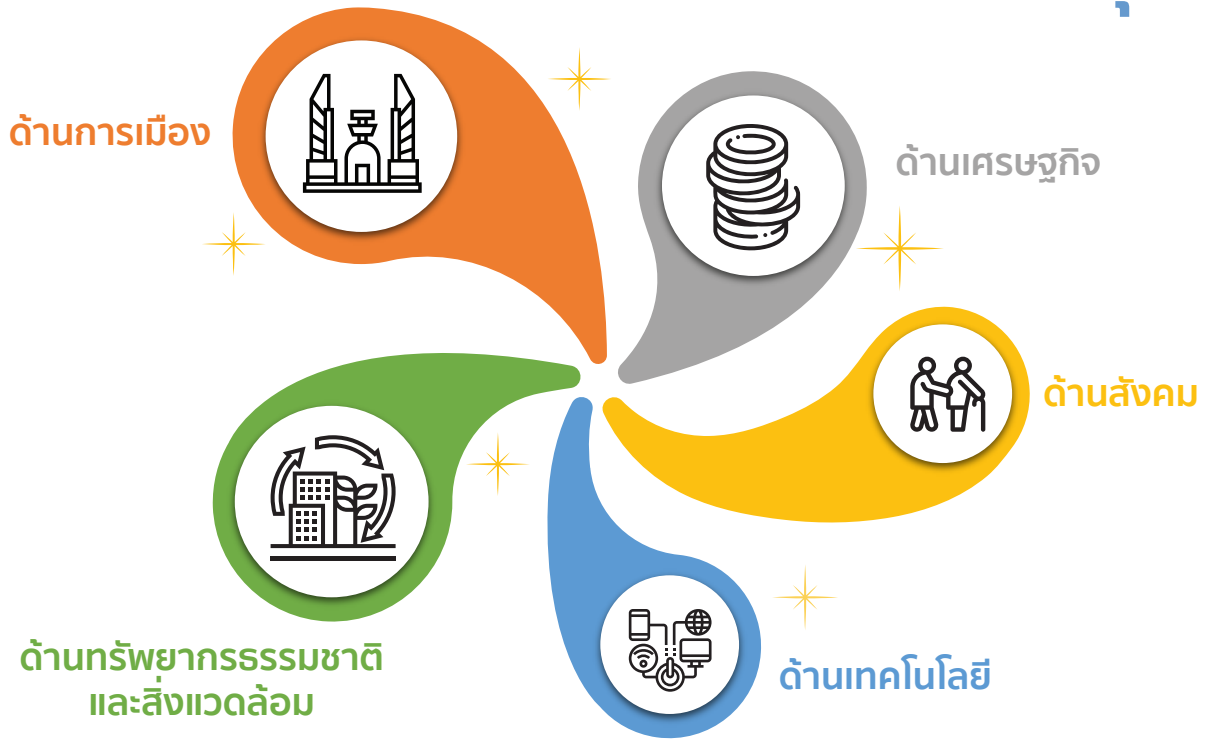 ด้านการเมือง
ด้านเศรษฐกิจ
ด้านสังคม
ด้านทรัพยากรธรรมชาติ
และสิ่งแวดล้อม
ด้านเทคโนโลยี